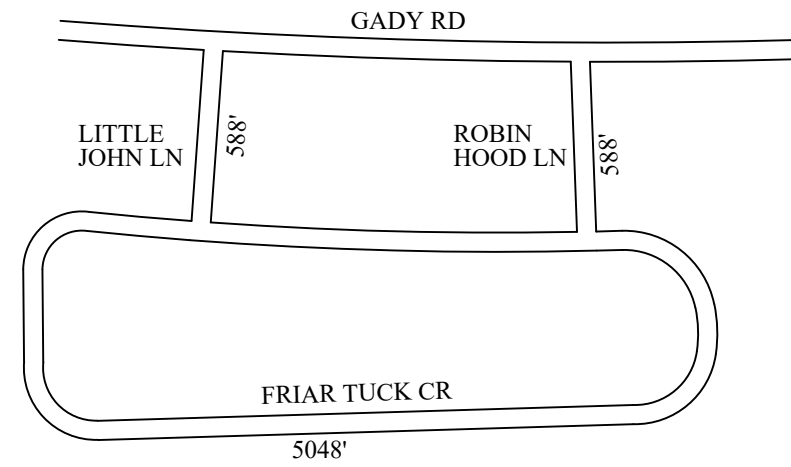 GADY RD
LITTLE
JOHN LN
588'
ROBIN
HOOD LN
588'
FRIAR TUCK CR
5048'